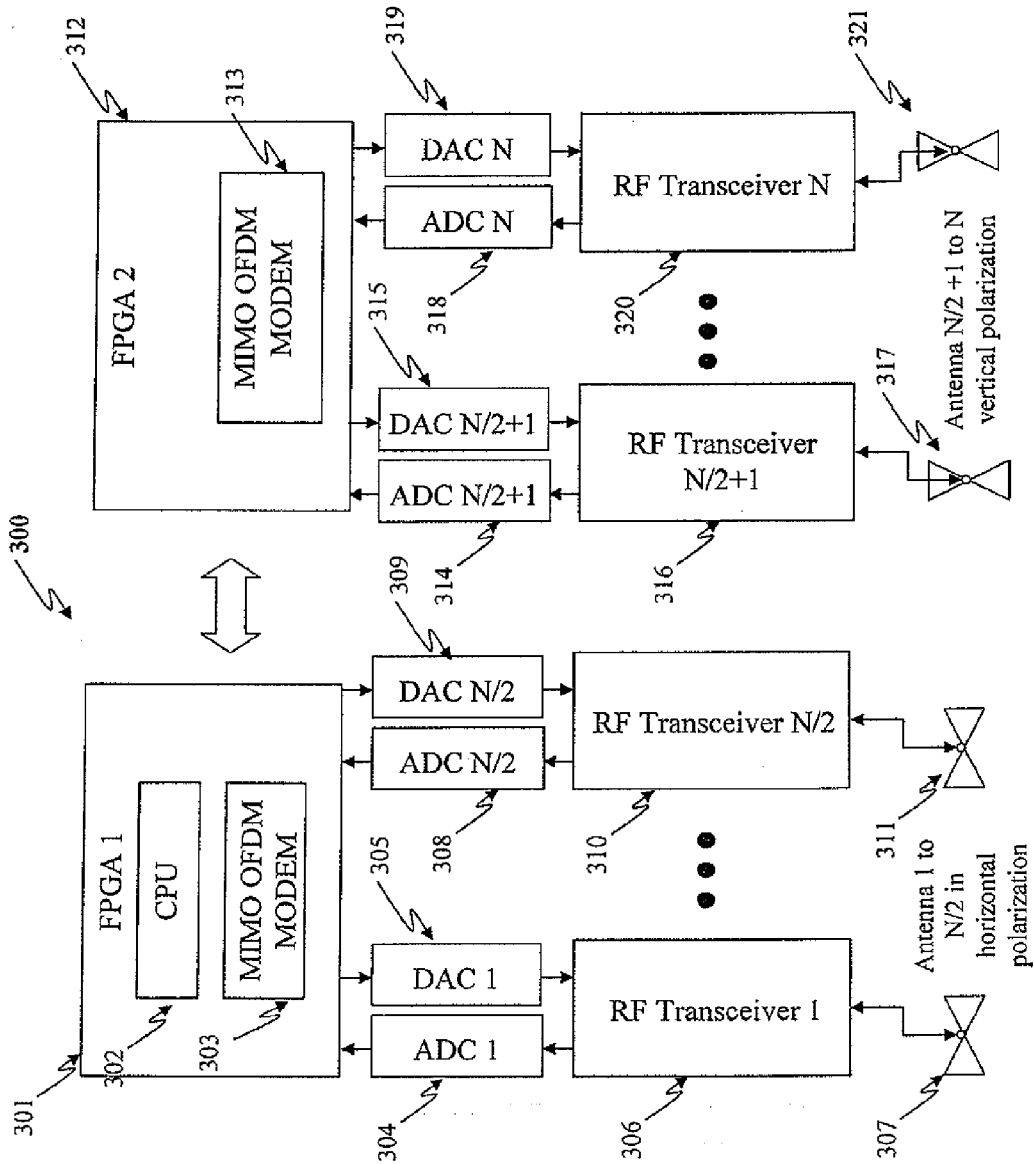 300
301
FPGA 1
302
CPU
303
MIMO OFDM
MODEM
312
FPGA 2
313
MIMO OFDM
MODEM
304
ADC 1
305
DAC 1
308
ADC N/2
309
DAC N/2
314
ADC N/2+1
315
DAC N/2+1
318
ADC N
319
DAC N
306
RF Transceiver 1
310
RF Transceiver N/2
316
RF Transceiver
N/2+1
320
RF Transceiver N
307
Antenna 1 to
N/2 in
horizontal
polarization
311
317
Antenna N/2 +1 to N
vertical polarization
321